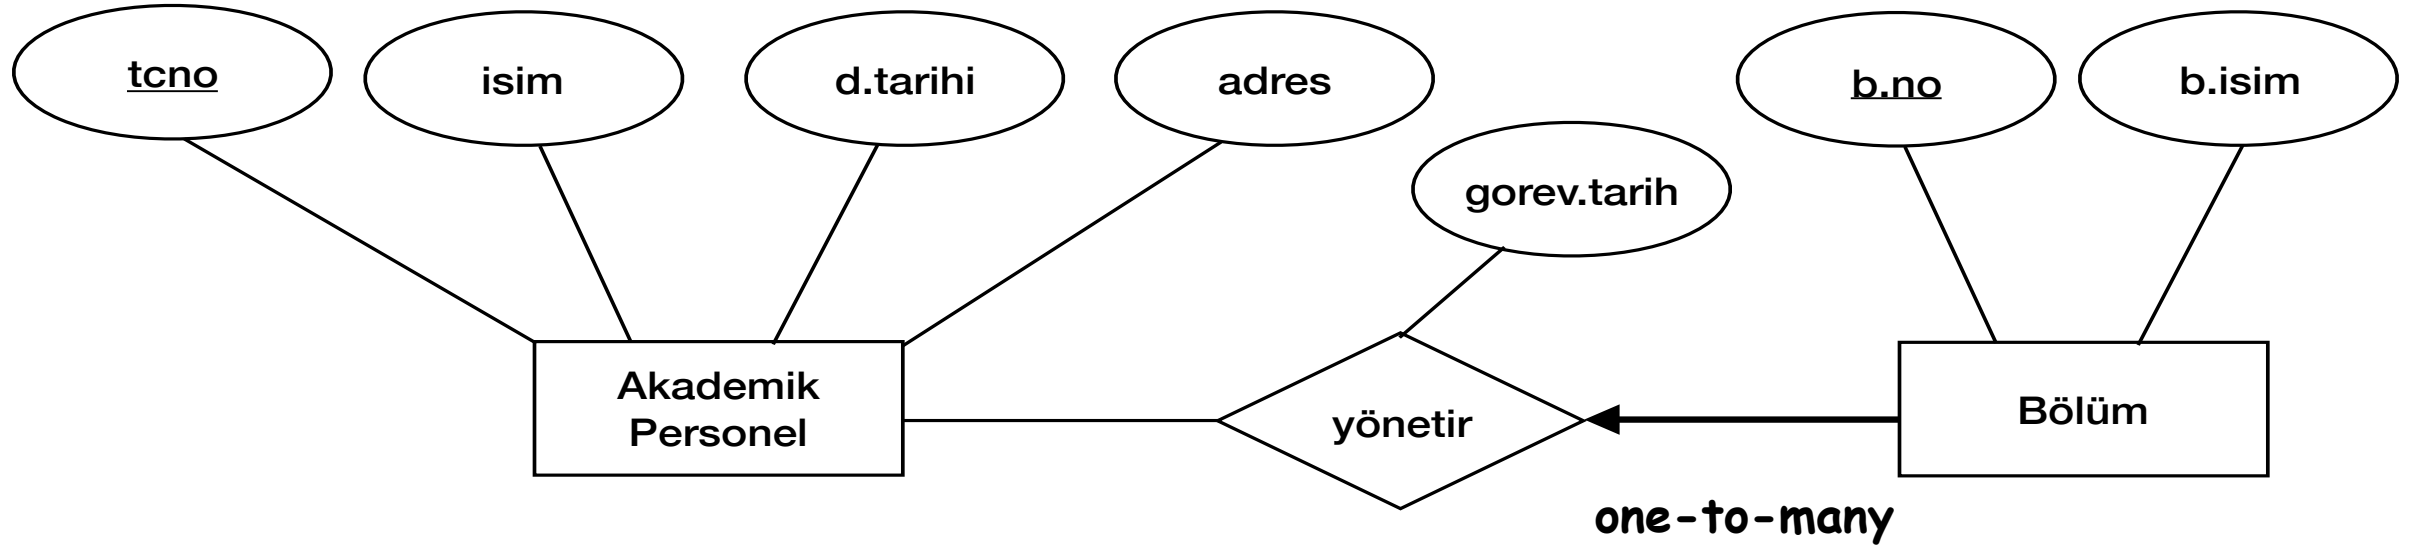 tcno
isim
d.tarihi
adres
b.no
b.isim
gorev.tarih
Akademik
Personel
yönetir
Bölüm
one-to-many